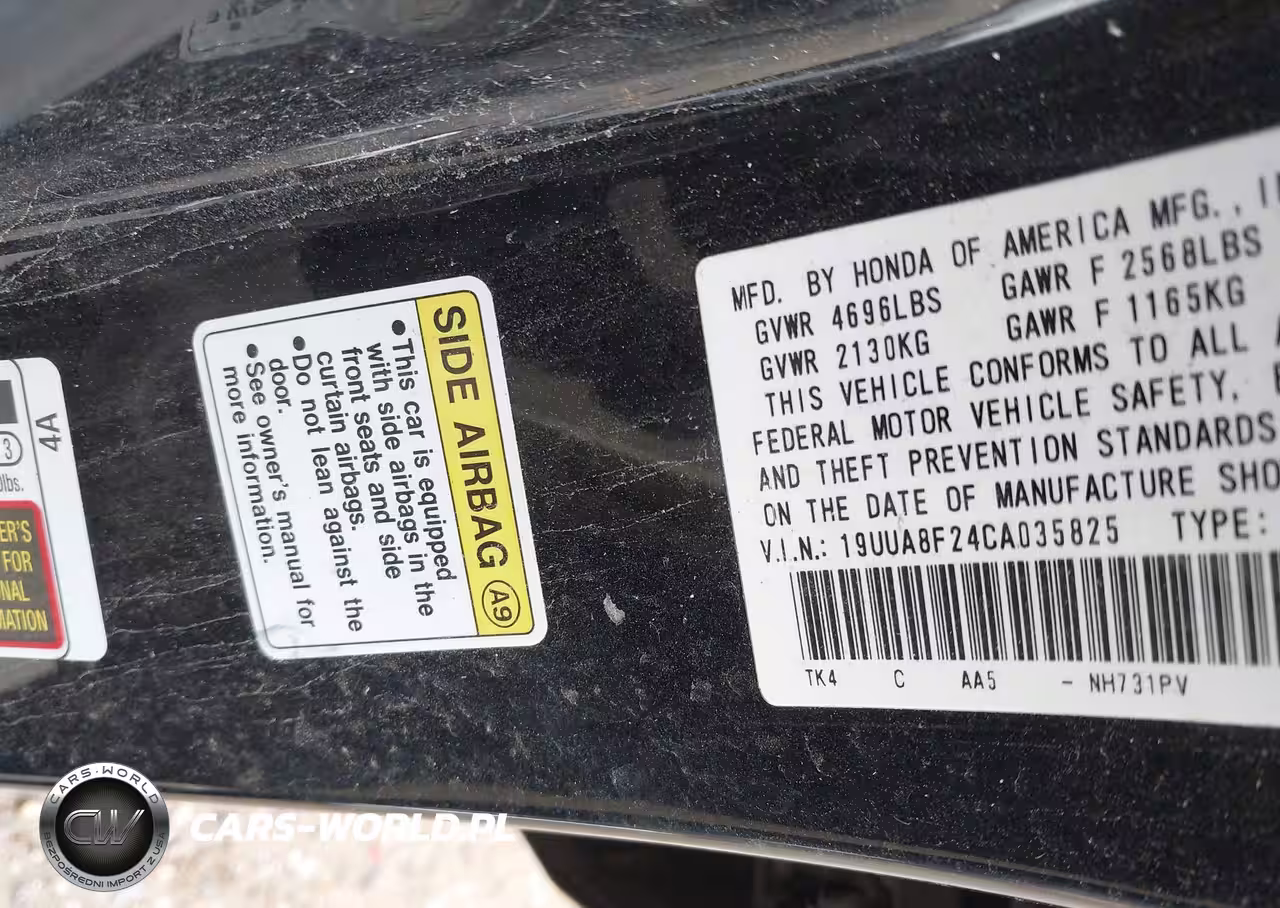 4A
3
lbs.
ER'S
FOR
NAL
MATION
SIDE AIRBAG A9
●This car is equipped
with side airbags in the
front seats and side
curtain airbags.
●Do not lean against the
door.
●See owner's manual for
more information.
MFD. BY HONDA OF AMERICA MFG.,
GVWR 4696LBS GAWR F 2568LBS
GVWR 2130KG GAWR F 1165KG
THIS VEHICLE CONFORMS TO ALL
FEDERAL MOTOR VEHICLE SAFETY,
AND THEFT PREVENTION STANDARDS
ON THE DATE OF MANUFACTURE SHO
V.I.N.: 19UUA8F24CA035825 TYPE:
TK4 C AA5 - NH731PV
CARS-WORLD
CW
BEZPOŚREDNI IMPORT Z USA
CARS-WORLD.PL